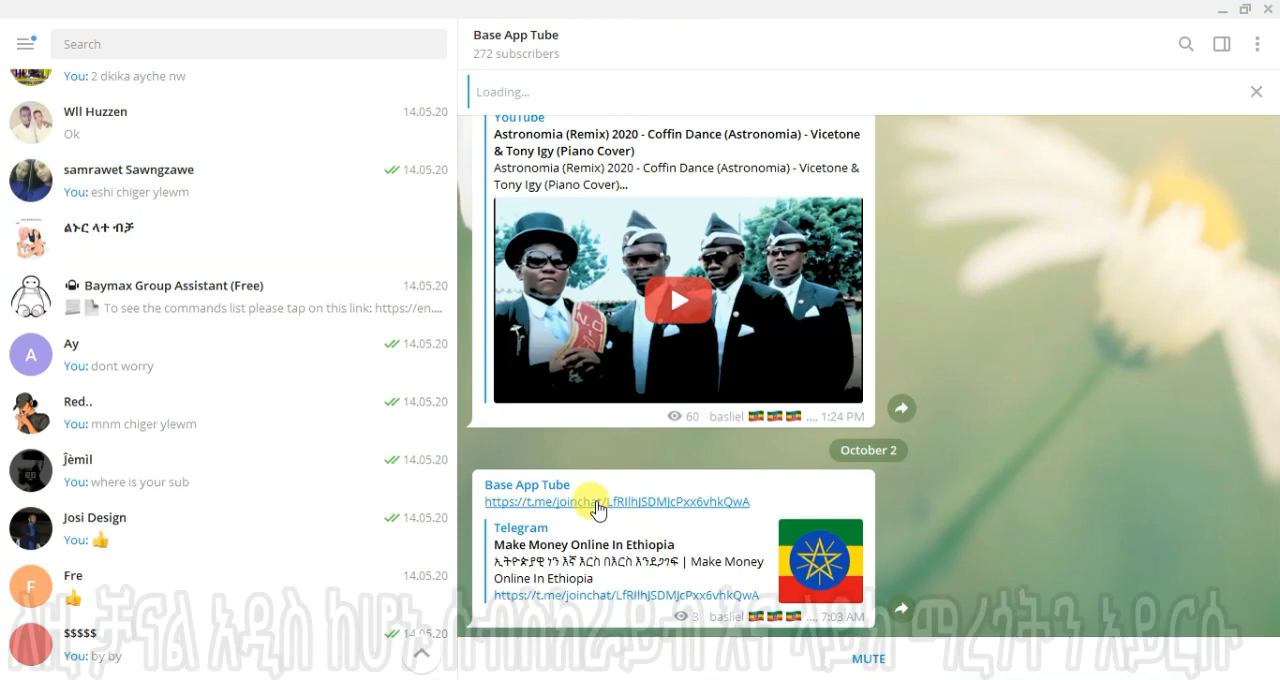 Search
You: 2 dkika ayche nw
Wll Huzzen
14.05.20
Ok
samrawet Sawngzawe
14.05.20
You: eshi chiger ylewm
ልኑር ላተ ብቻ
Baymax Group Assistant (Free)
14.05.20
To see the commands list please tap on this link: https://en....
Ay
14.05.20
You: dont worry
Red..
14.05.20
You: mnm chiger ylewm
Ĵèmìl
14.05.20
You: where is your sub
Josi Design
14.05.20
You: 👍
F
Fre
14.05.20
👍
$$$$$
14.05.20
You: by by
A
Base App Tube
272 subscribers
Loading...
YouTube
Astronomia (Remix) 2020 - Coffin Dance (Astronomia) - Vicetone
& Tony Igy (Piano Cover)
Astronomia (Remix) 2020 - Coffin Dance (Astronomia) - Vicetone &
Tony Igy (Piano Cover)...
60 basliel 🇪🇹 🇪🇹 🇪🇹 ..., 1:24 PM
October 2
Base App Tube
https://t.me/joinchat/LfRIlhJSDMJcPxx6vhkQwA
Telegram
Make Money Online In Ethiopia
ኢትዮጵያዊ ነን እኛ እርስ በእርስ እንደጋገፍ | Make Money
Online In Ethiopia
https://t.me/joinchat/LfRIlhJSDMJcPxx6vhkQwA
3 basliel 🇪🇹 🇪🇹 🇪🇹 ..., 7:03 AM
MUTE